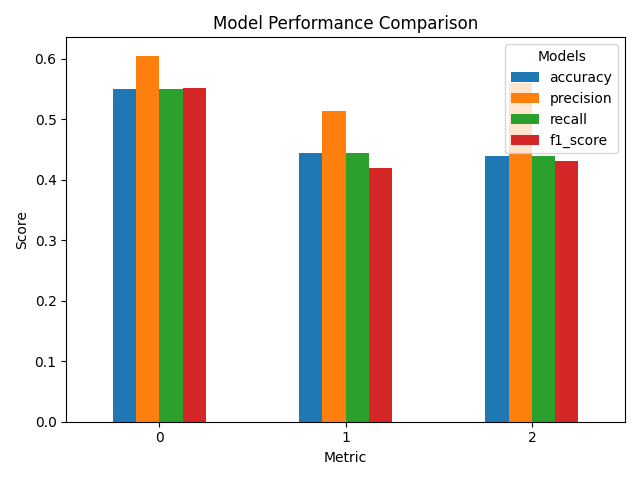 Model Performance Comparison
Models
accuracy
precision
recall
f1_score
0.6
0.5
0.4
0.3
0.2
0.1
0.0
Score
0 1 2
Metric